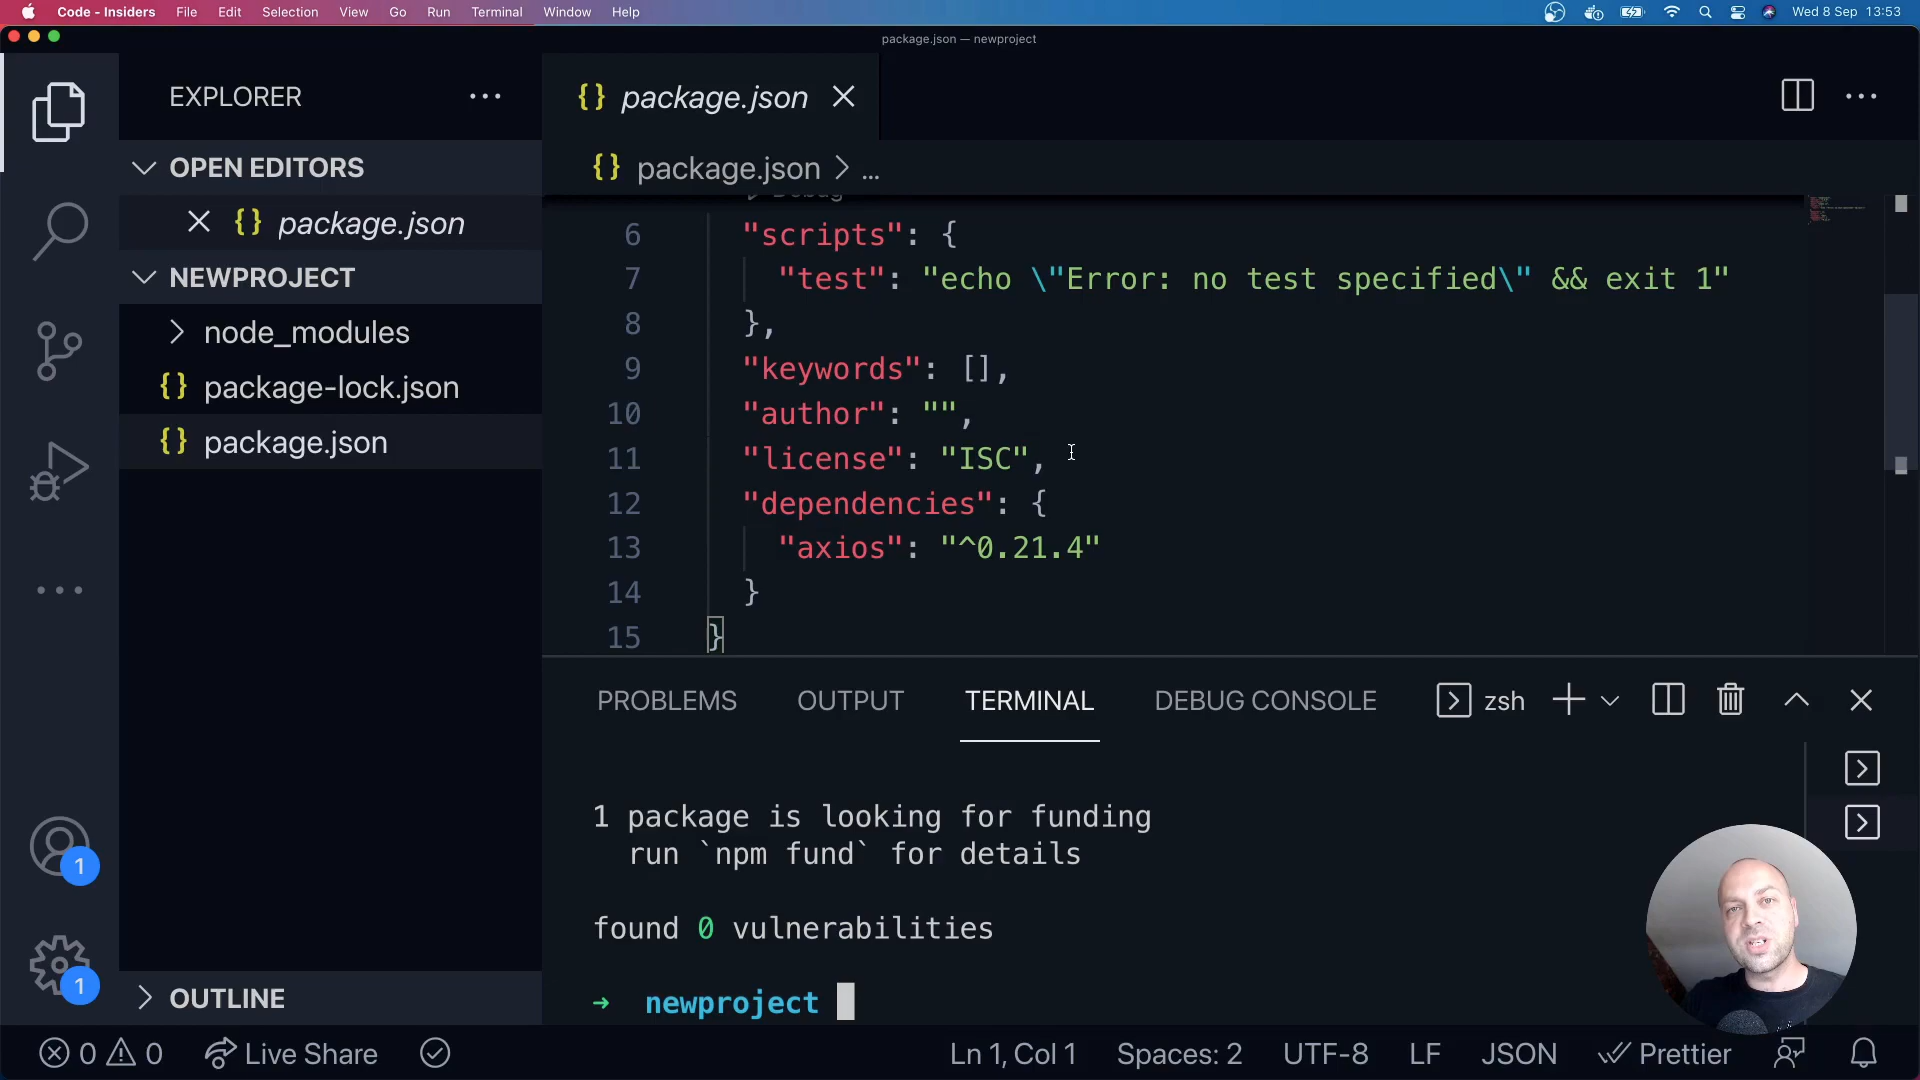 Code - Insiders File Edit Selection View Go Run Terminal Window Help Wed 8 Sep 13:53
package.json — newproject
EXPLORER
package.json
OPEN EDITORS
package.json > ...
package.json
Debug
NEWPROJECT
node_modules
package-lock.json
package.json
6 "scripts": {
7 "test": "echo \"Error: no test specified\" && exit 1"
8 },
9 "keywords": [],
10 "author": "",
11 "license": "ISC",
12 "dependencies": {
13 "axios": "^0.21.4"
14 }
15 }
PROBLEMS OUTPUT TERMINAL DEBUG CONSOLE zsh
1 package is looking for funding
run `npm fund` for details
found 0 vulnerabilities
→ newproject
1
1
OUTLINE
0 0 Live Share Ln 1, Col 1 Spaces: 2 UTF-8 LF JSON Prettier